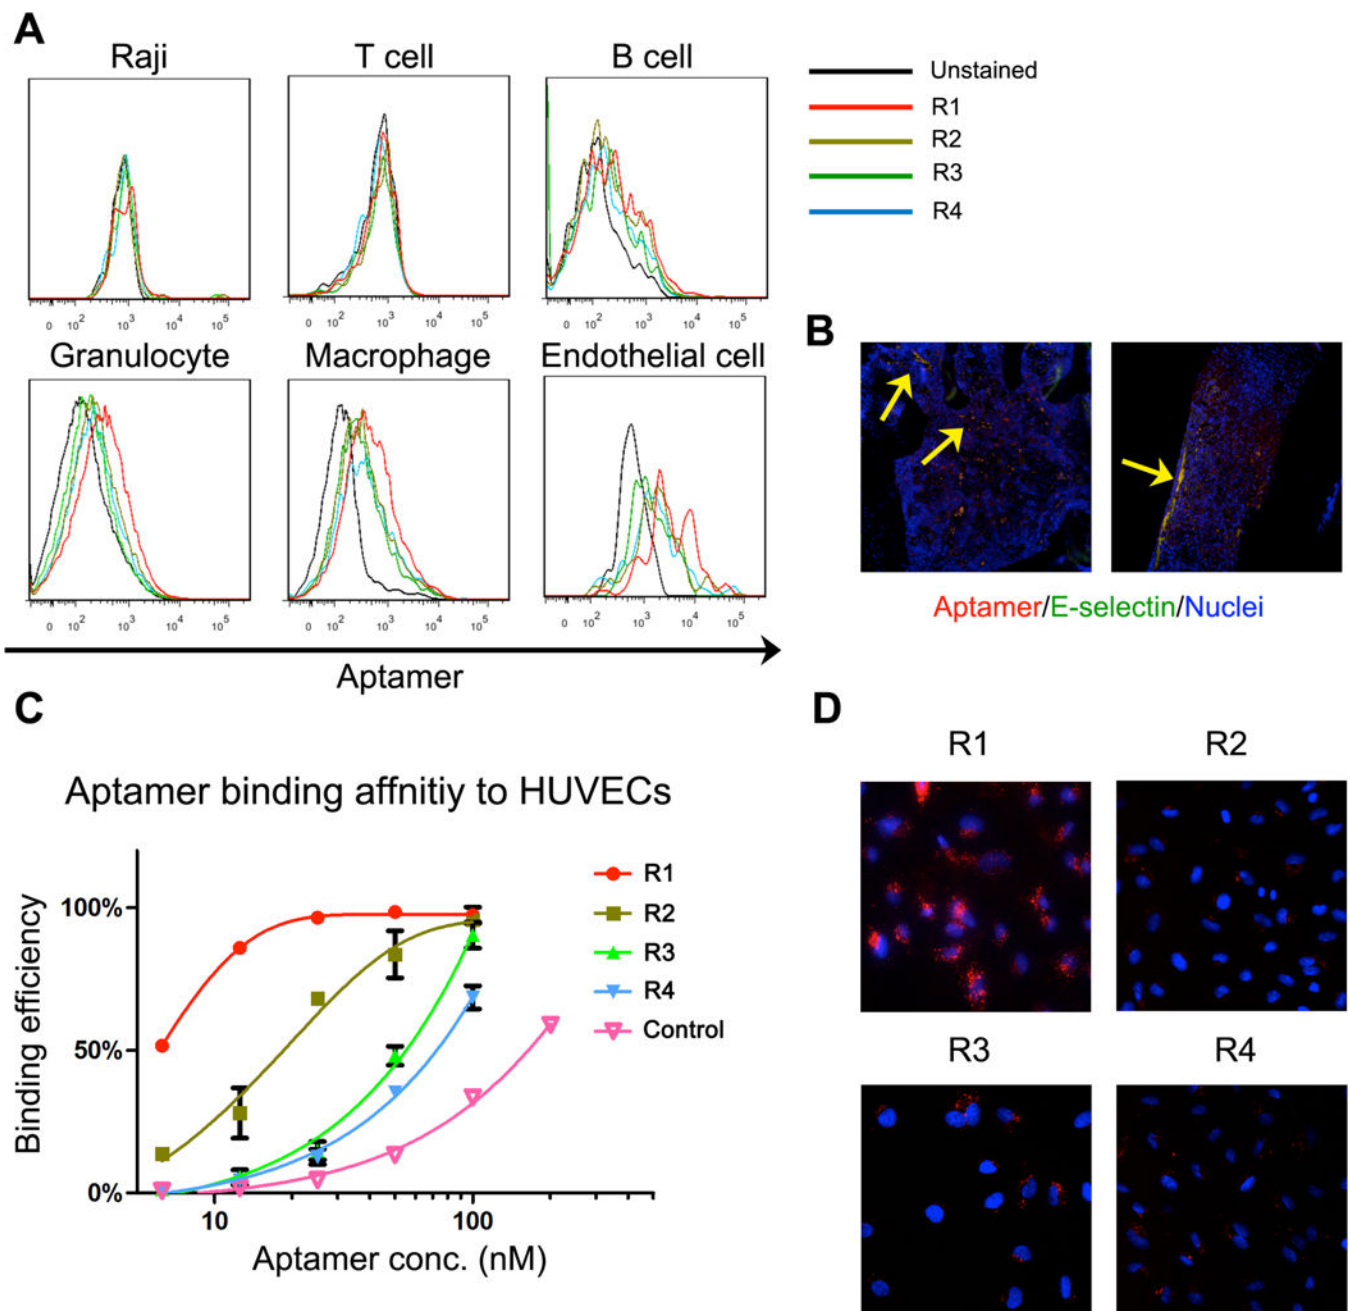 A
Raji
T cell
B cell
Unstained
R1
R2
R3
R4
0 10² 10³ 10⁴ 10⁵
0 10² 10³ 10⁴ 10⁵
0 10² 10³ 10⁴ 10⁵
Granulocyte
Macrophage
Endothelial cell
0 10² 10³ 10⁴ 10⁵
0 10² 10³ 10⁴ 10⁵
0 10² 10³ 10⁴ 10⁵
Aptamer
B
Aptamer/E-selectin/Nuclei
C
Aptamer binding affnitiy to HUVECs
Binding efficiency
100%
50%
0%
10
100
Aptamer conc. (nM)
R1
R2
R3
R4
Control
D
R1
R2
R3
R4